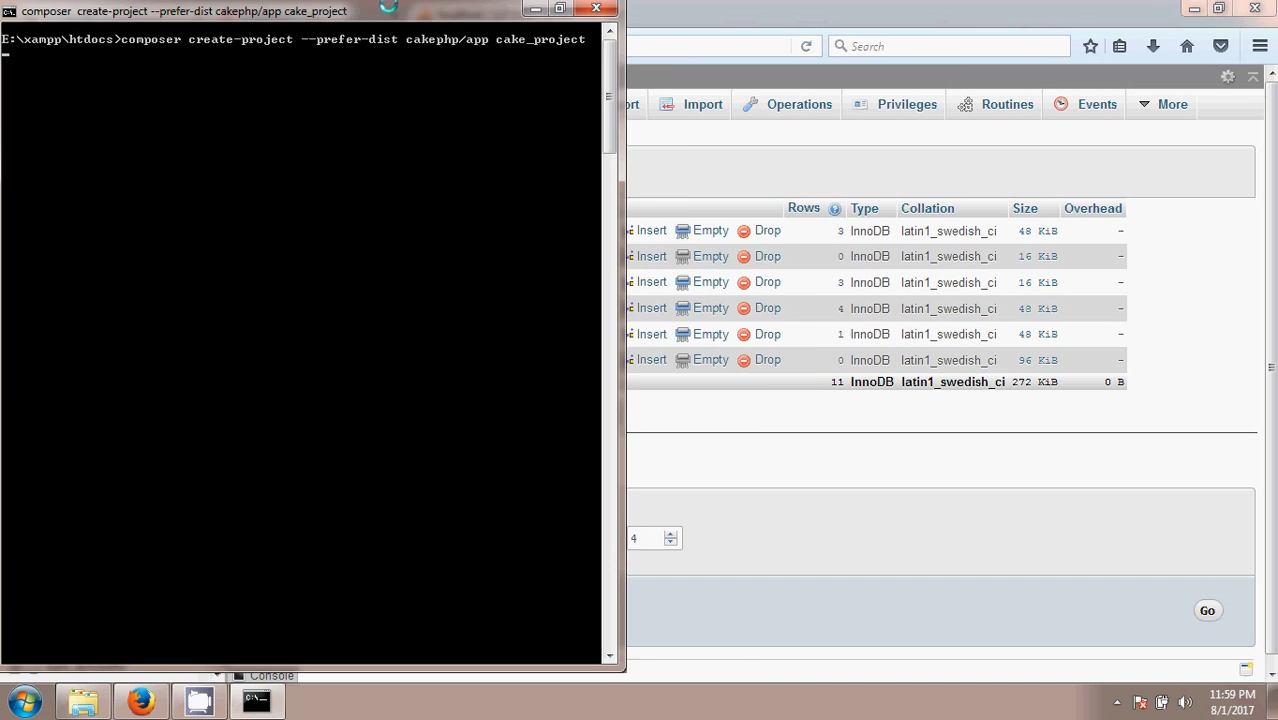 composer create-project --prefer-dist cakephp/app cake_project
E:\xampp\htdocs>composer create-project --prefer-dist cakephp/app cake_project
Search
ort Import Operations Privileges Routines Events More
Rows Type Collation Size Overhead
Insert Empty Drop 3 InnoDB latin1_swedish_ci 48 KiB –
Insert Empty Drop 0 InnoDB latin1_swedish_ci 16 KiB –
Insert Empty Drop 3 InnoDB latin1_swedish_ci 16 KiB –
Insert Empty Drop 4 InnoDB latin1_swedish_ci 48 KiB –
Insert Empty Drop 1 InnoDB latin1_swedish_ci 48 KiB –
Insert Empty Drop 0 InnoDB latin1_swedish_ci 96 KiB –
11 InnoDB latin1_swedish_ci 272 KiB 0 B
4
Go
Console
11:59 PM
8/1/2017